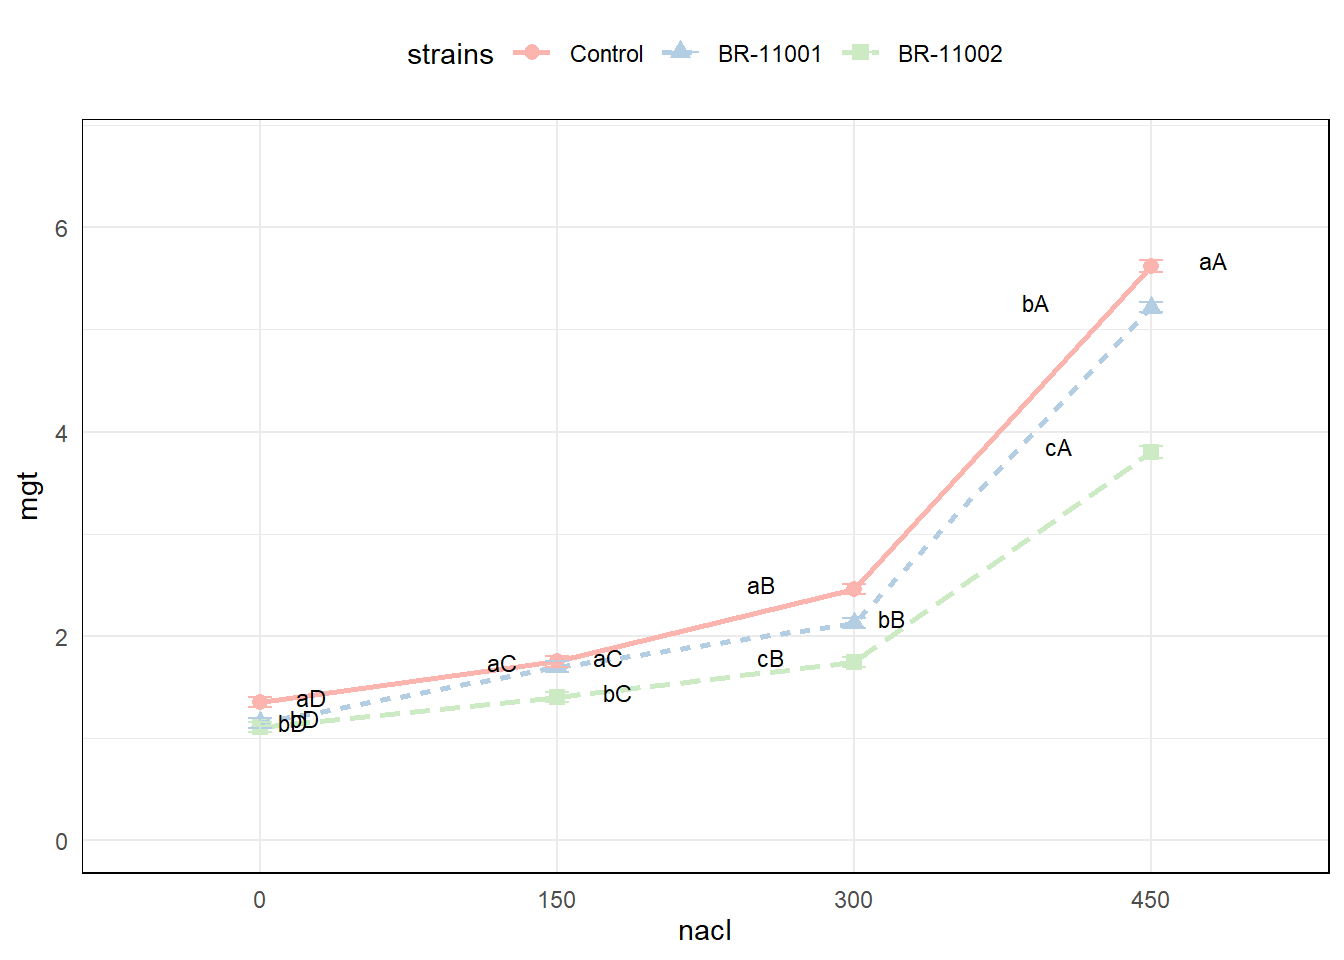 strains Control BR-11001 BR-11002
6
4
2
0
mgt
aA
bA
cA
aB
bB
cB
aC
aC
bC
aD
bD
bD
0 150 300 450
nacl